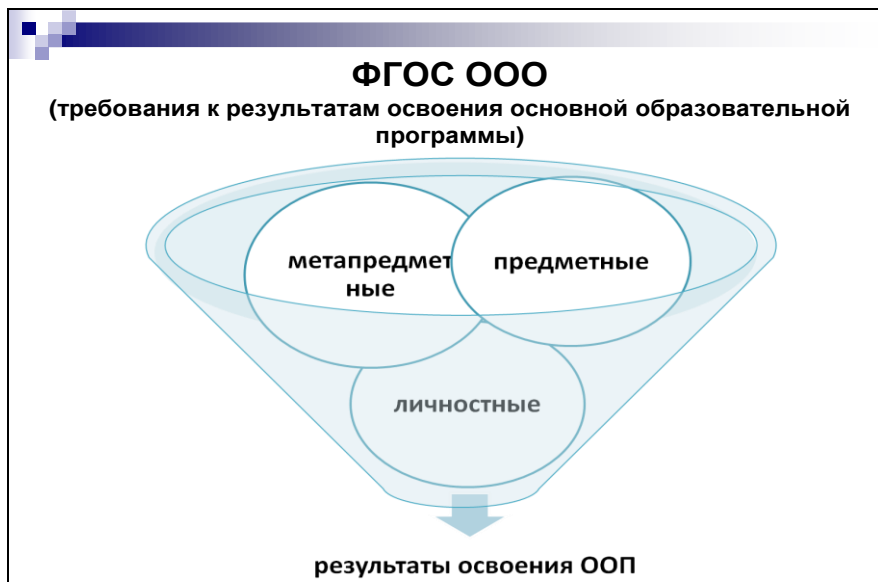 ФГОС ООО
(требования к результатам освоения основной образовательной
программы)
метапредмет
ные
предметные
личностные
результаты освоения ООП